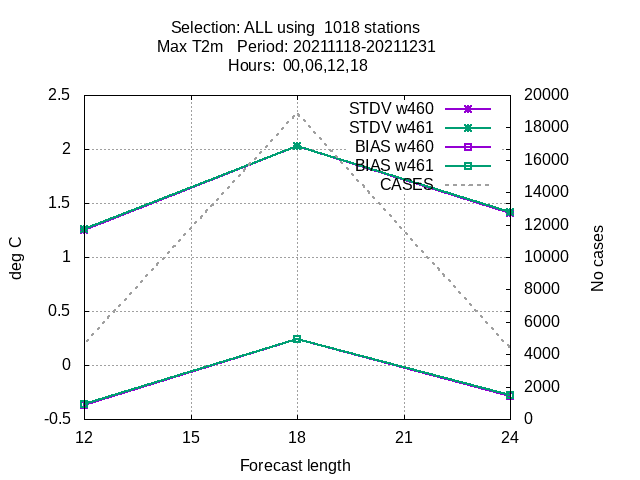 Selection: ALL using  1018 stations
Max T2m   Period: 20211118-20211231
Hours:  00,06,12,18
STDV w460
STDV w461
BIAS w460
BIAS w461
CASES
2.5
2
1.5
1
0.5
0
-0.5
deg C
20000
18000
16000
14000
12000
10000
8000
6000
4000
2000
0
No cases
12 15 18 21 24
Forecast length